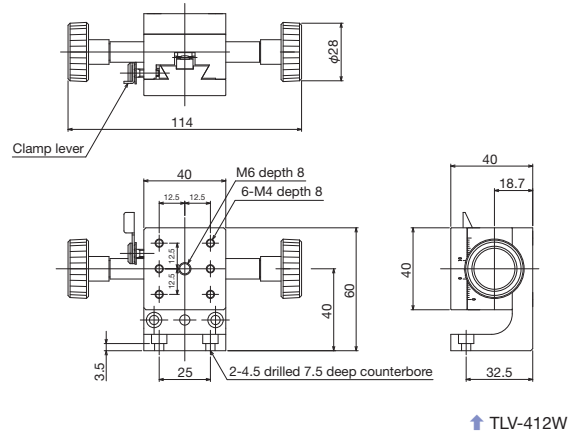 φ28
114
Clamp lever
40
M6 depth 8
12.5 12.5
6-M4 depth 8
12.5
12.5
60
40
3.5
25
2-4.5 drilled 7.5 deep counterbore
40
18.7
40
32.5
TLV-412W